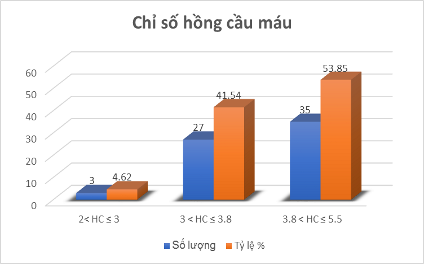 Chỉ số hồng cầu máu
60
50
40
30
20
10
0
3
4.62
27
41.54
35
53.85
2 < HC ≤ 3
3 < HC ≤ 3.8
3.8 < HC ≤ 5.5
Số lượng
Tỷ lệ %